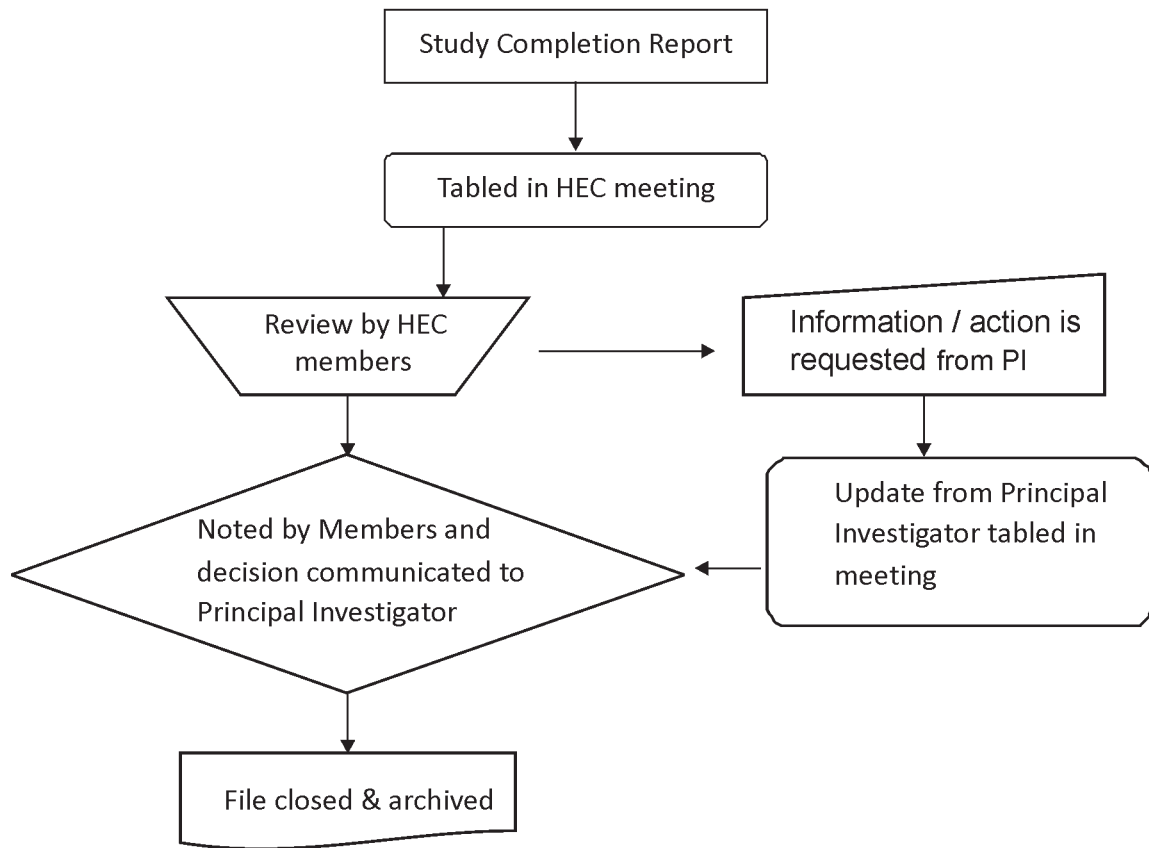 Study Completion Report
Tabled in HEC meeting
Review by HEC
members
Information / action is
requested from PI
Update from Principal
Investigator tabled in
meeting
Noted by Members and
decision communicated to
Principal Investigator
File closed & archived